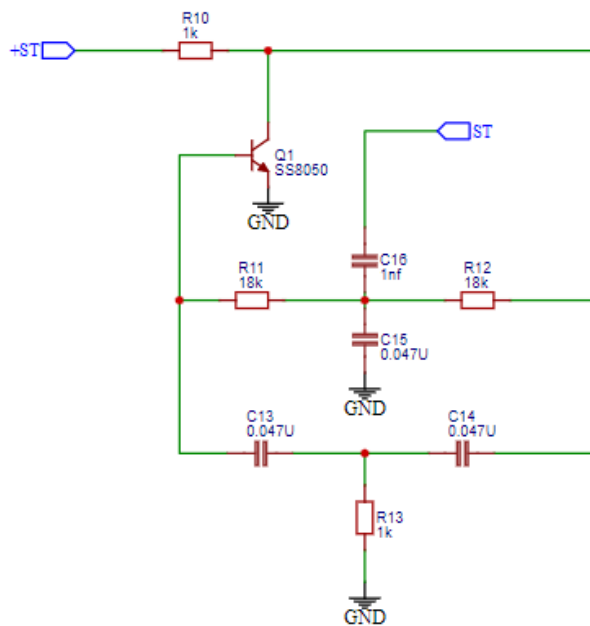 R10
1k
+ST
ST
Q1
SS8050
GND
C16
1nf
R11
18k
R12
18k
C15
0.047U
GND
C13
0.047U
C14
0.047U
R13
1k
GND